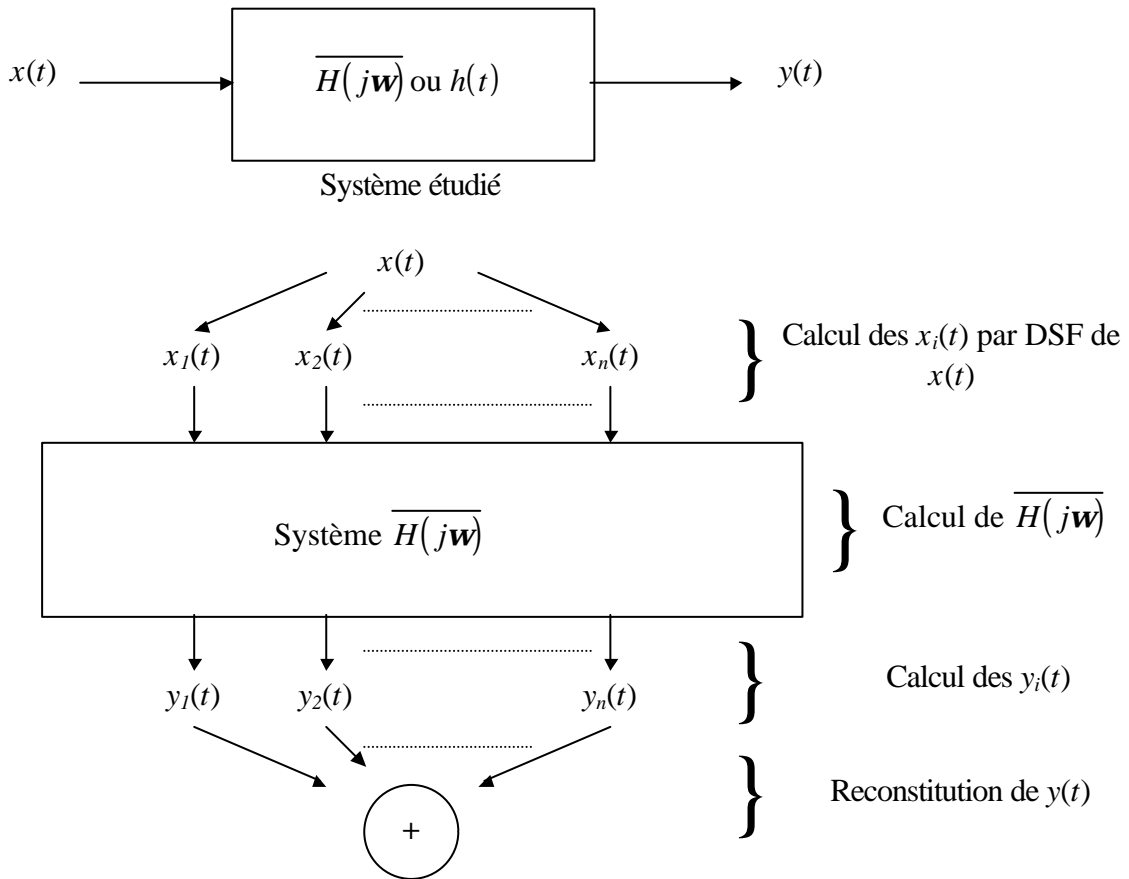 x(t)
H(jw) ou h(t)
y(t)
Système étudié
x(t)
x1(t) x2(t) xn(t)
Calcul des xi(t) par DSF de
x(t)
Système H(jw)
Calcul de H(jw)
y1(t) y2(t) yn(t)
Calcul des yi(t)
Reconstitution de y(t)
+